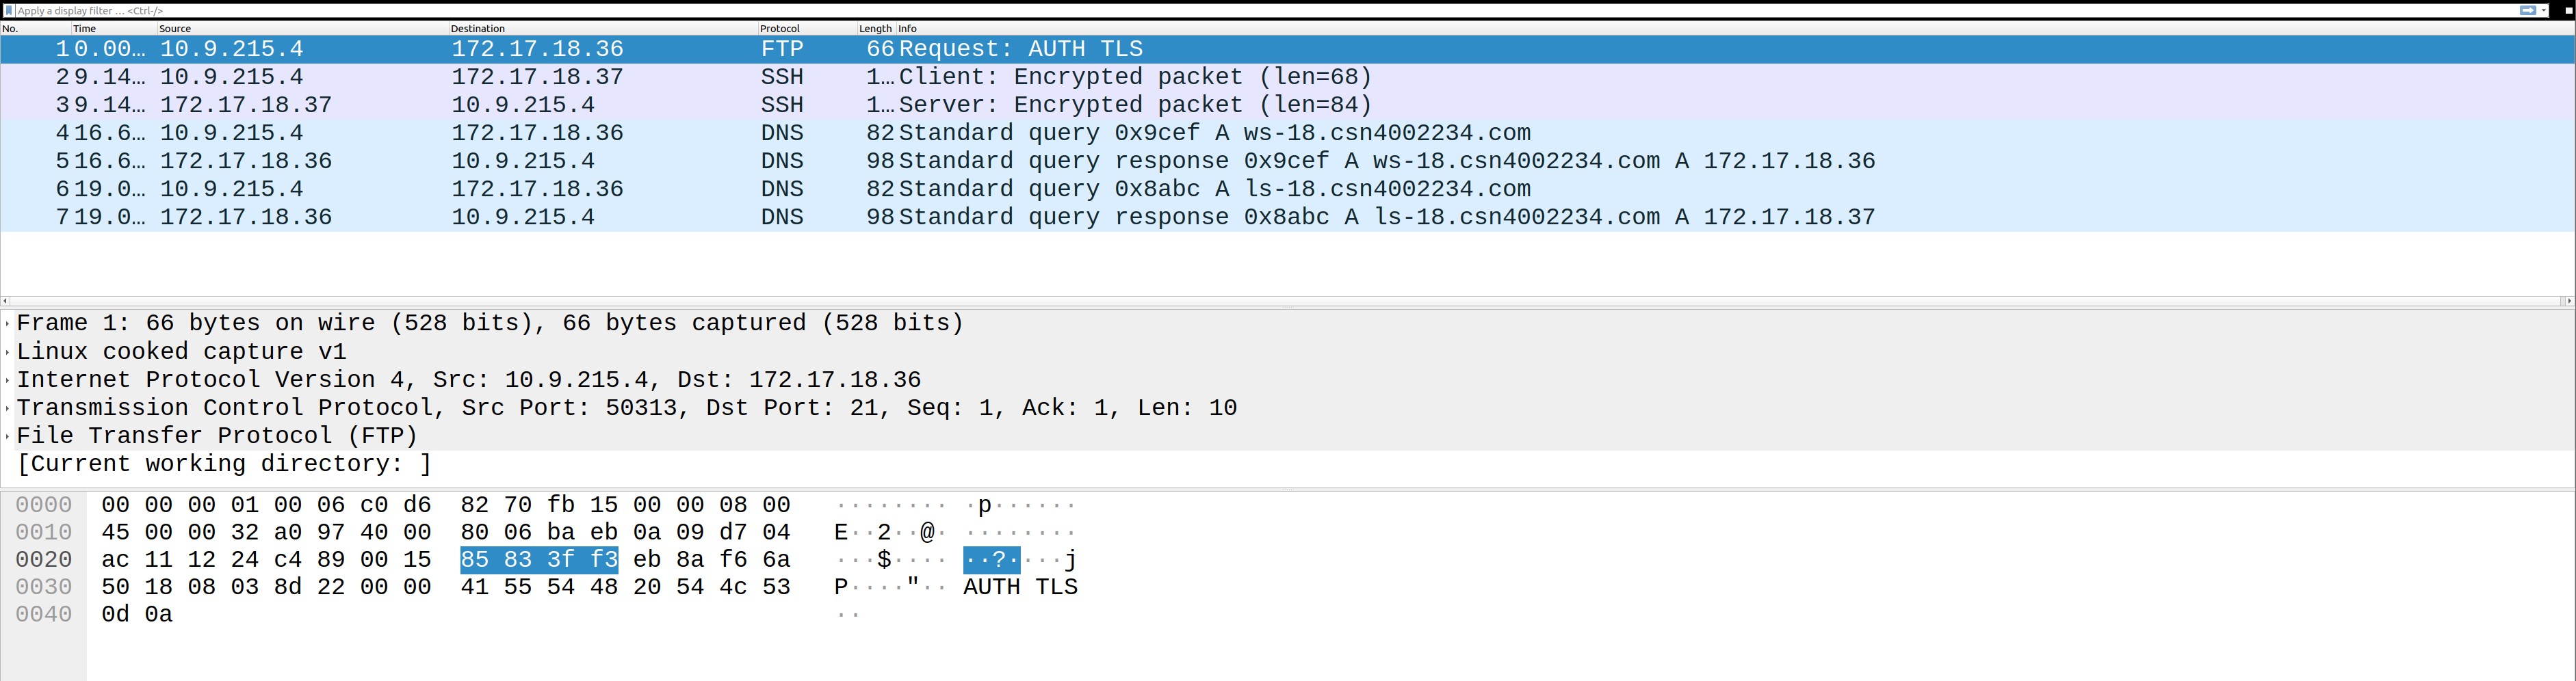 Apply a display filter … <Ctrl-/>
No. Time Source Destination Protocol Length Info
1 0.00… 10.9.215.4 172.17.18.36 FTP 66 Request: AUTH TLS
2 9.14… 10.9.215.4 172.17.18.37 SSH 1… Client: Encrypted packet (len=68)
3 9.14… 172.17.18.37 10.9.215.4 SSH 1… Server: Encrypted packet (len=84)
4 16.6… 10.9.215.4 172.17.18.36 DNS 82 Standard query 0x9cef A ws-18.csn4002234.com
5 16.6… 172.17.18.36 10.9.215.4 DNS 98 Standard query response 0x9cef A ws-18.csn4002234.com A 172.17.18.36
6 19.0… 10.9.215.4 172.17.18.36 DNS 82 Standard query 0x8abc A ls-18.csn4002234.com
7 19.0… 172.17.18.36 10.9.215.4 DNS 98 Standard query response 0x8abc A ls-18.csn4002234.com A 172.17.18.37
Frame 1: 66 bytes on wire (528 bits), 66 bytes captured (528 bits)
Linux cooked capture v1
Internet Protocol Version 4, Src: 10.9.215.4, Dst: 172.17.18.36
Transmission Control Protocol, Src Port: 50313, Dst Port: 21, Seq: 1, Ack: 1, Len: 10
File Transfer Protocol (FTP)
[Current working directory: ]
0000 00 00 00 01 00 06 c0 d6 82 70 fb 15 00 00 08 00 ········ ·p······
0010 45 00 00 32 a0 97 40 00 80 06 ba eb 0a 09 d7 04 E··2··@· ········
0020 ac 11 12 24 c4 89 00 15 85 83 3f f3 eb 8a f6 6a ···$···· ··?····j
0030 50 18 08 03 8d 22 00 00 41 55 54 48 20 54 4c 53 P····"·· AUTH TLS
0040 0d 0a ··